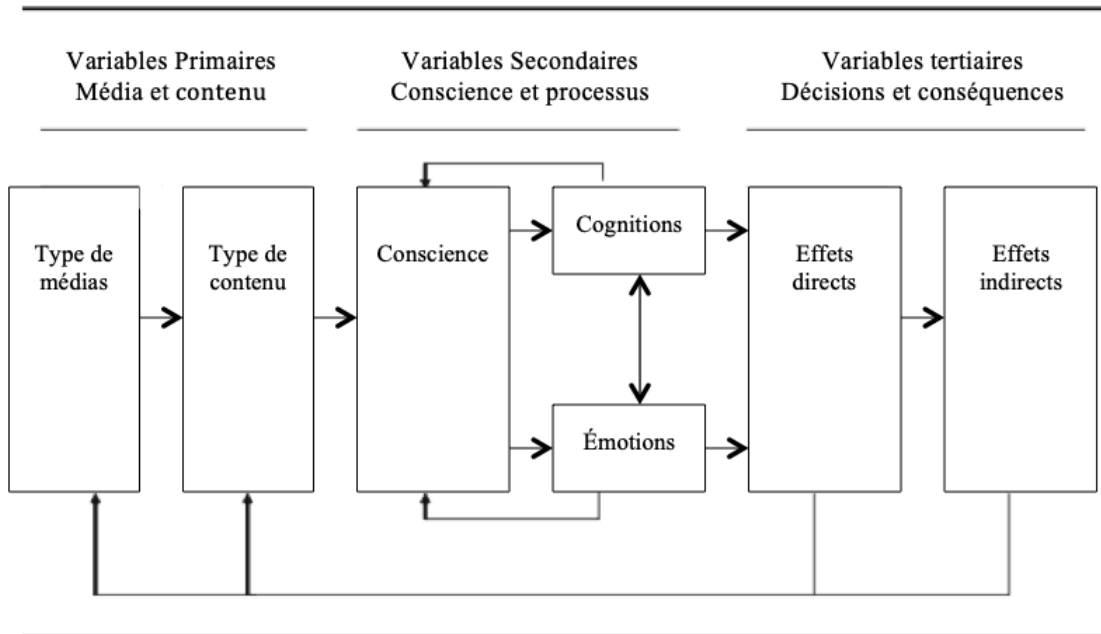 Variables Primaires
Média et contenu
Variables Secondaires
Conscience et processus
Variables tertiaires
Décisions et conséquences
Type de
médias
Type de
contenu
Conscience
Cognitions
Émotions
Effets
directs
Effets
indirects